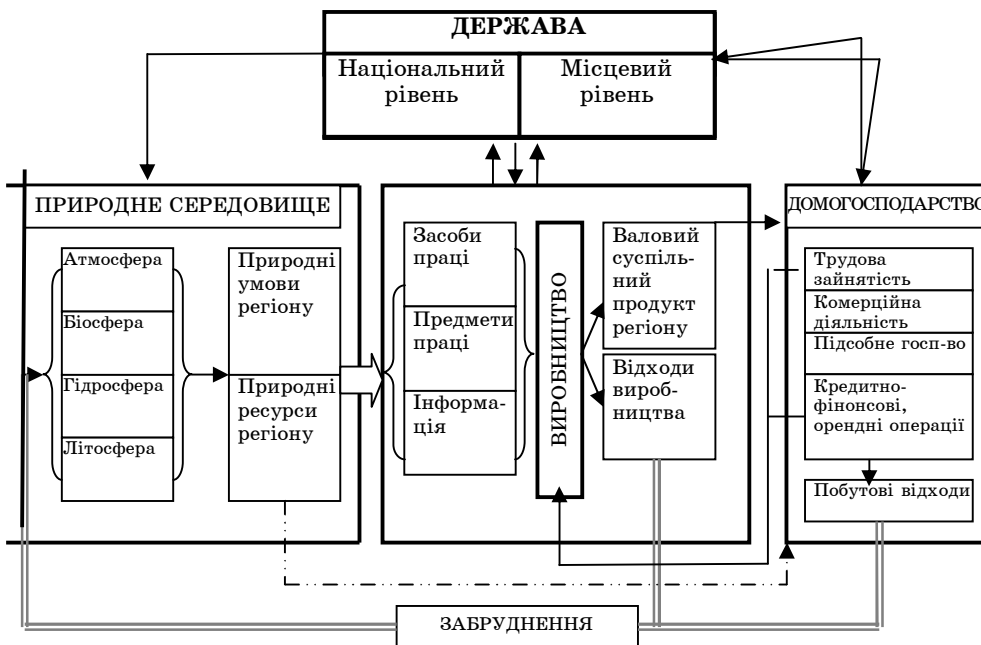 ДЕРЖАВА
Національний
рівень
Місцевий
рівень
ПРИРОДНЕ СЕРЕДОВИЩЕ
Атмосфера
Біосфера
Гідросфера
Літосфера
Природні
умови
регіону
Природні
ресурси
регіону
Засоби
праці
Предмети
праці
Інформа-
ція
ВИРОБНИЦТВО
Валовий
суспіль-
ний
продукт
регіону
Відходи
вироб-
ництва
ДОМОГОСПОДАРСТВО
Трудова
зайнятість
Комерційна
діяльність
Підсобне госп-во
Кредитно-
фінонсові,
орендні операції
Побутові відходи
ЗАБРУДНЕННЯ